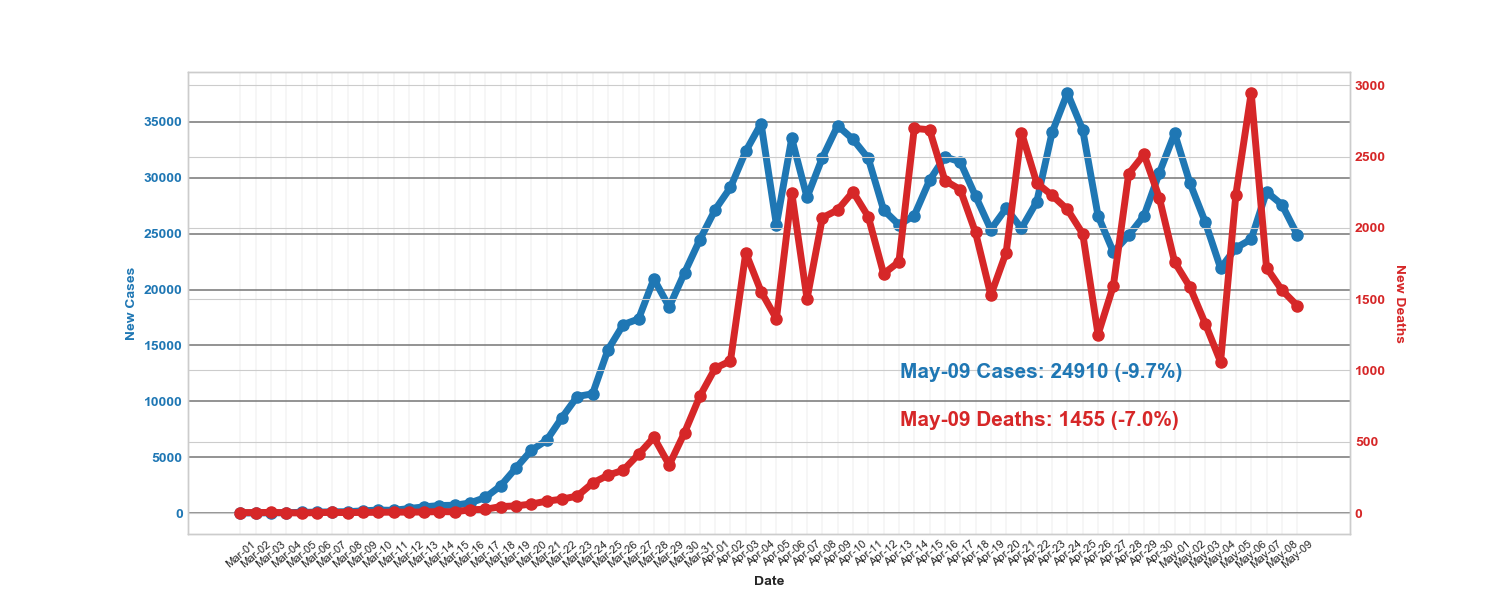 3000
35000
2500
30000
2000
25000
New Cases
20000
1500
New Deaths
15000
1000
May-09 Cases: 24910 (-9.7%)
10000
May-09 Deaths: 1455 (-7.0%)
500
5000
0
0
Mar-01 Mar-02 Mar-03 Mar-04 Mar-05 Mar-06 Mar-07 Mar-08 Mar-09 Mar-10 Mar-11 Mar-12 Mar-13 Mar-14 Mar-15 Mar-16 Mar-17 Mar-18 Mar-19 Mar-20 Mar-21 Mar-22 Mar-23 Mar-24 Mar-25 Mar-26 Mar-27 Mar-28 Mar-29 Mar-30 Mar-31 Apr-01 Apr-02 Apr-03 Apr-04 Apr-05 Apr-06 Apr-07 Apr-08 Apr-09 Apr-10 Apr-11 Apr-12 Apr-13 Apr-14 Apr-15 Apr-16 Apr-17 Apr-18 Apr-19 Apr-20 Apr-21 Apr-22 Apr-23 Apr-24 Apr-25 Apr-26 Apr-27 Apr-28 Apr-29 Apr-30 May-01 May-02 May-03 May-04 May-05 May-06 May-07 May-08 May-09
Date